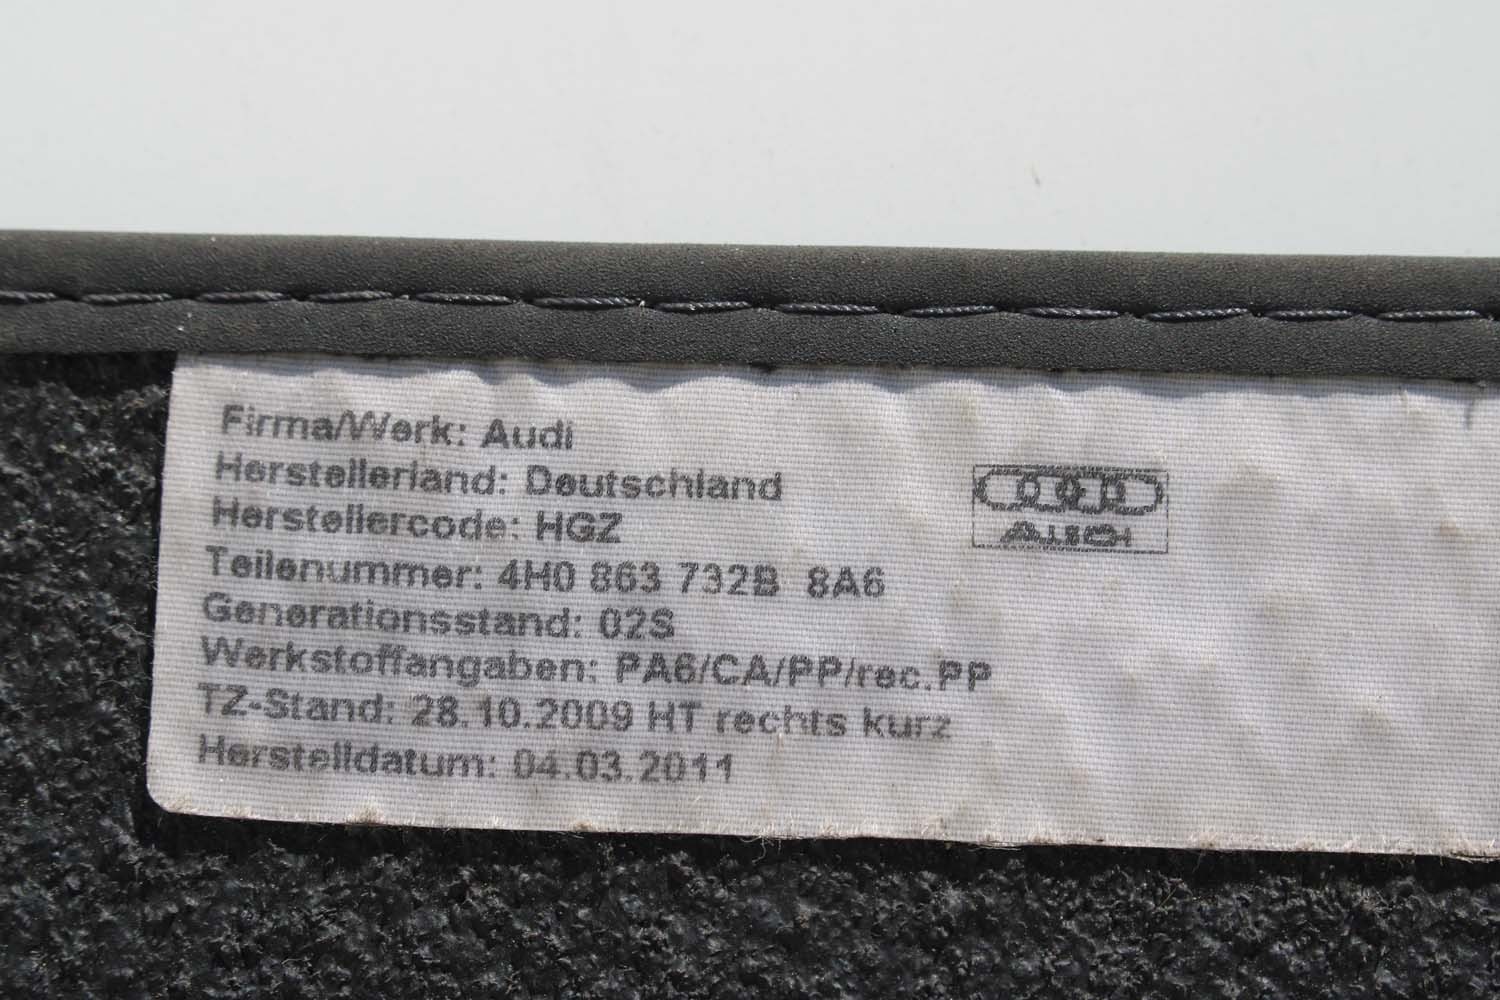 Firma/Werk: Audi
Herstellerland: Deutschland
Herstellercode: HGZ
Teilenummer: 4H0 863 732B 8A6
Generationsstand: 02S
Werkstoffangaben: PA6/CA/PP/rec.PP
TZ-Stand: 28.10.2009 HT rechts kurz
Herstelldatum: 04.03.2011